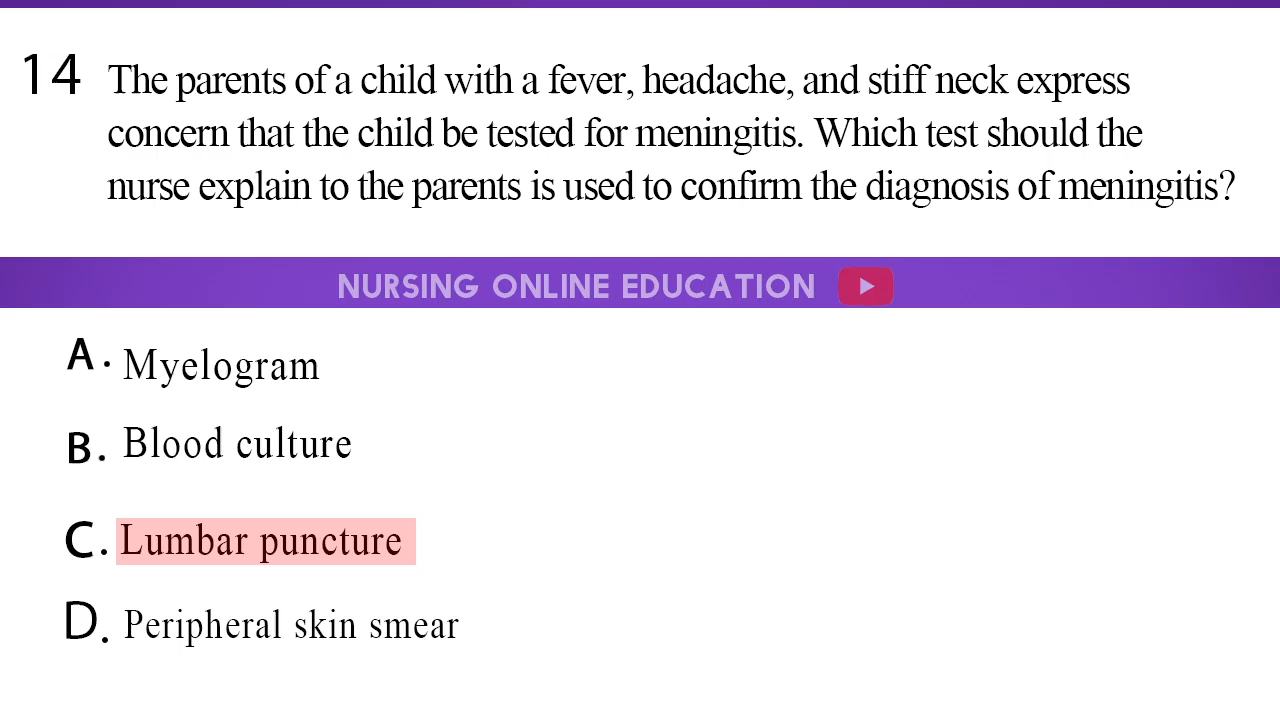 14 The parents of a child with a fever, headache, and stiff neck express
concern that the child be tested for meningitis. Which test should the
nurse explain to the parents is used to confirm the diagnosis of meningitis?
NURSING ONLINE EDUCATION
A. Myelogram
B. Blood culture
C. Lumbar puncture
D. Peripheral skin smear